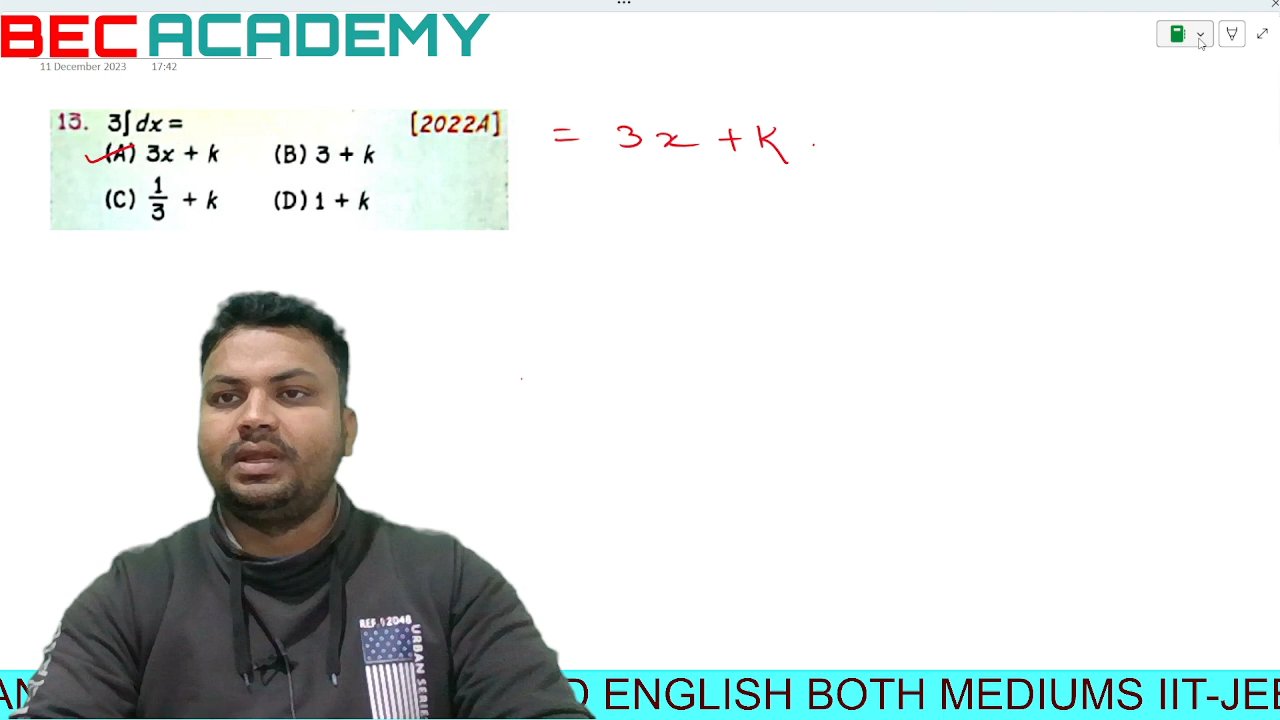 BEC ACADEMY
11 December 2023 17:42
13. 3∫dx = [2022A]
(A) 3x + k (B) 3 + k
(C) 1/3 + k (D) 1 + k
= 3x + k.
REF. 2048
URBAN SERIES
D ENGLISH BOTH MEDIUMS IIT-JEE